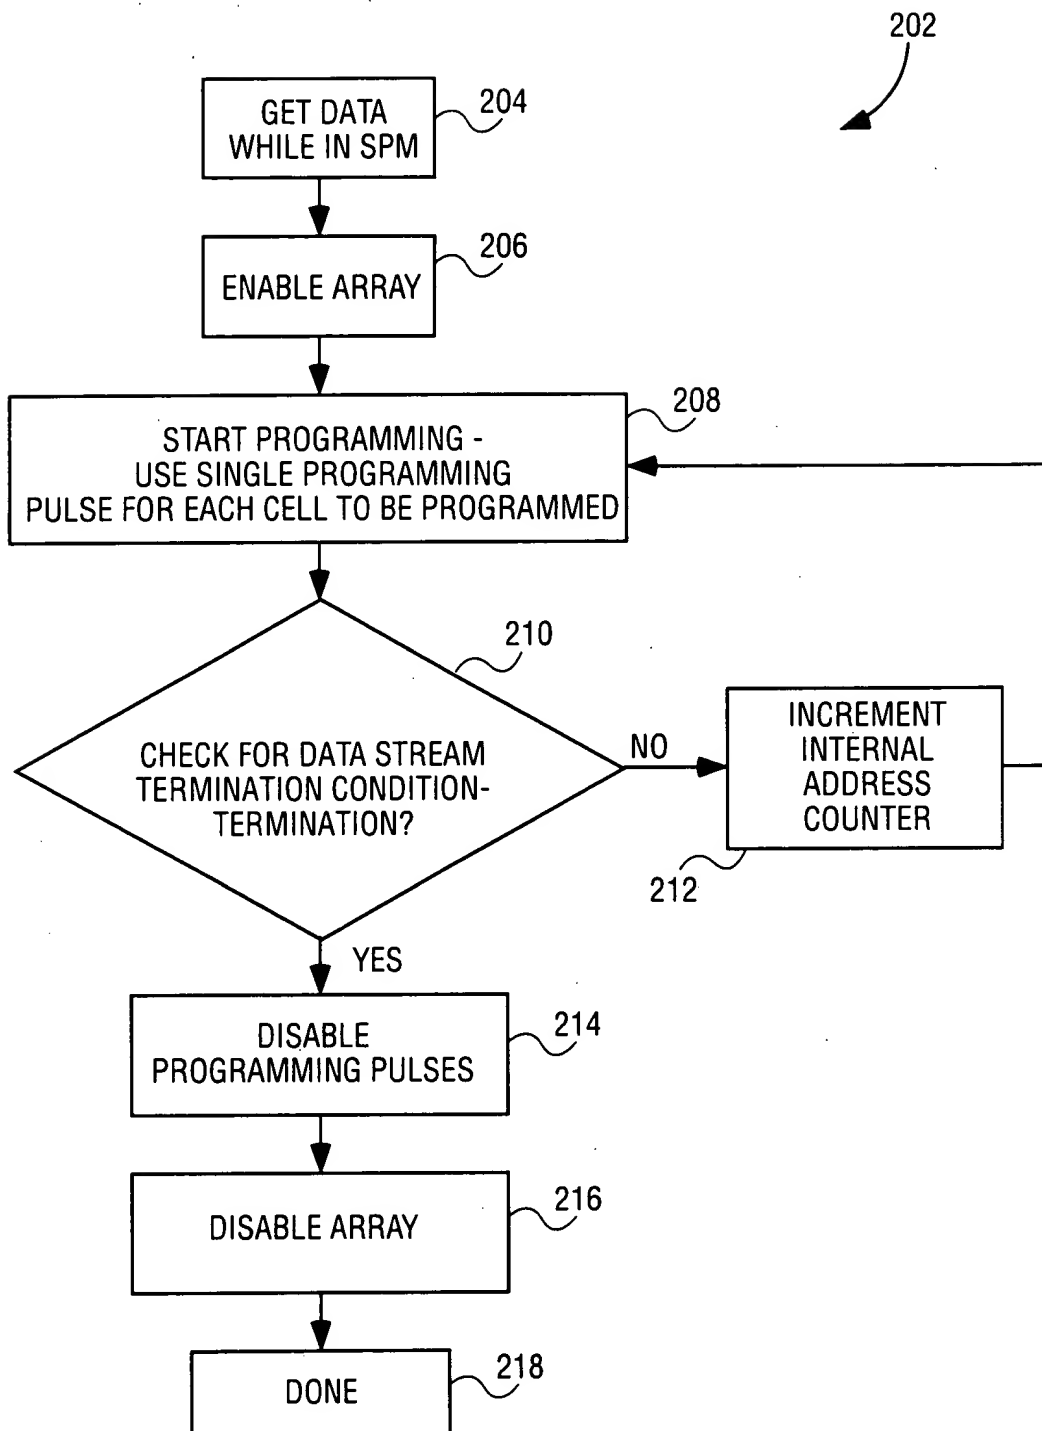 202
GET DATA
WHILE IN SPM
204
ENABLE ARRAY
206
START PROGRAMMING -
USE SINGLE PROGRAMMING
PULSE FOR EACH CELL TO BE PROGRAMMED
208
CHECK FOR DATA STREAM
TERMINATION CONDITION-
TERMINATION?
210
NO
INCREMENT
INTERNAL
ADDRESS
COUNTER
212
YES
DISABLE
PROGRAMMING PULSES
214
DISABLE ARRAY
216
DONE
218